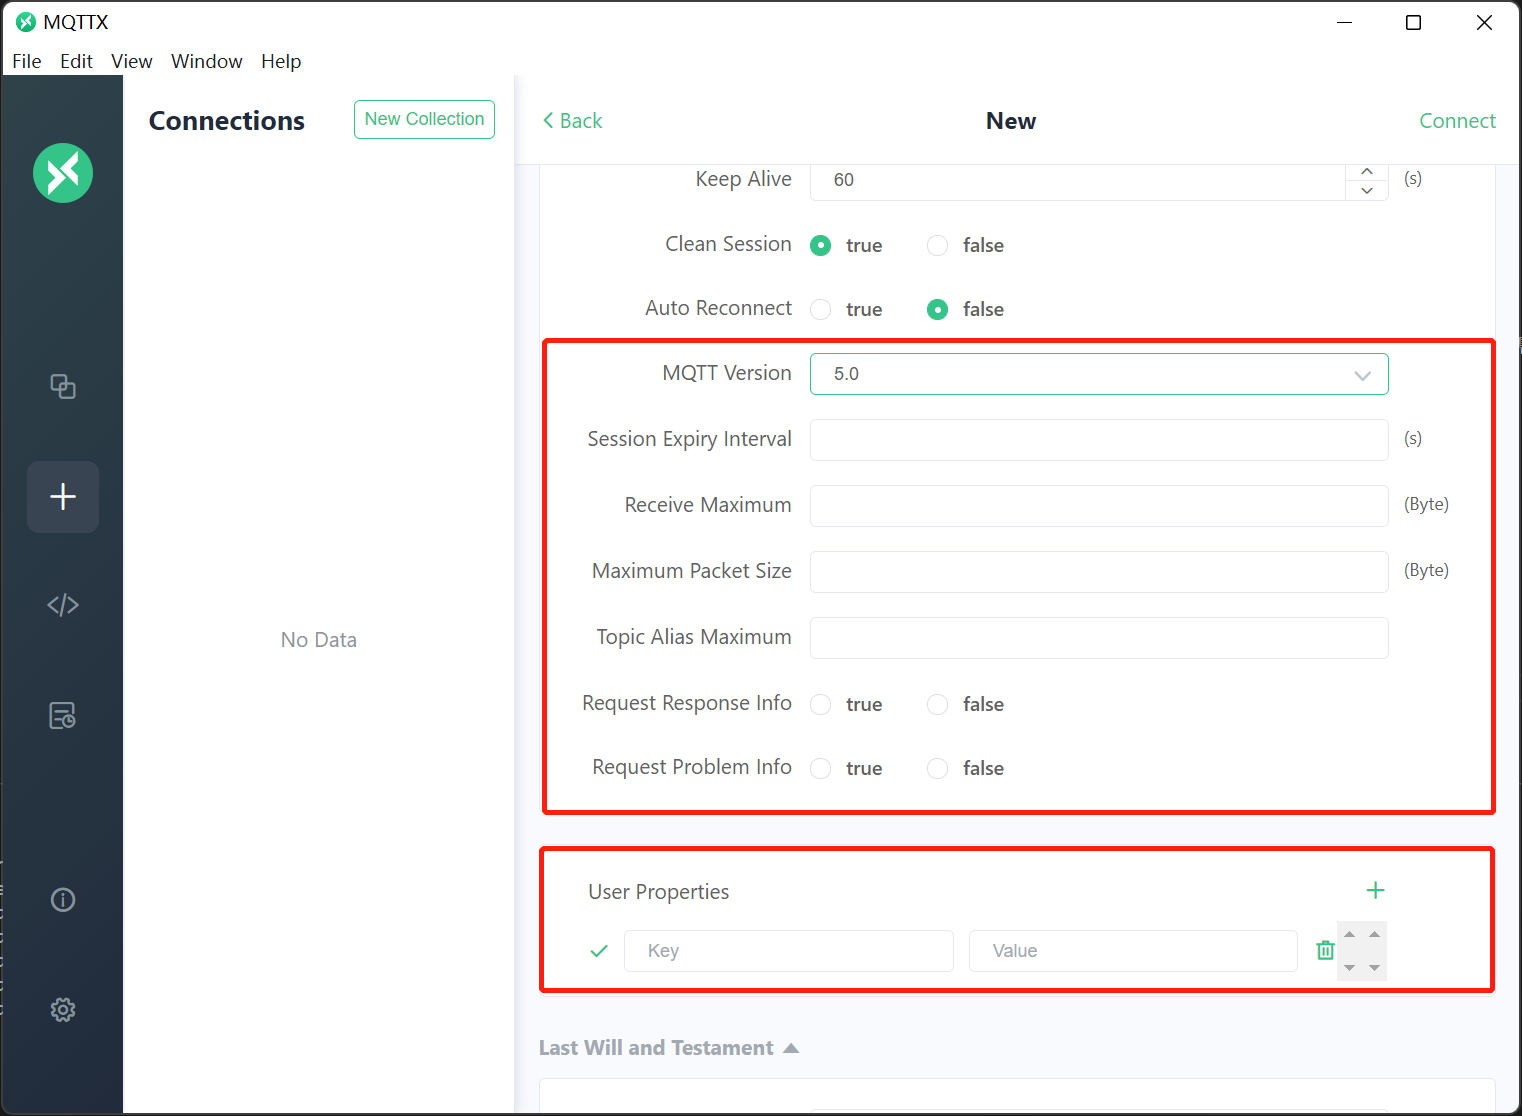 MQTTX
File Edit View Window Help
Connections
New Collection
Back
New
Connect
Keep Alive 60 (s)
Clean Session true false
Auto Reconnect true false
MQTT Version 5.0
Session Expiry Interval (s)
Receive Maximum (Byte)
Maximum Packet Size (Byte)
Topic Alias Maximum
Request Response Info true false
Request Problem Info true false
No Data
User Properties
Key Value
Last Will and Testament